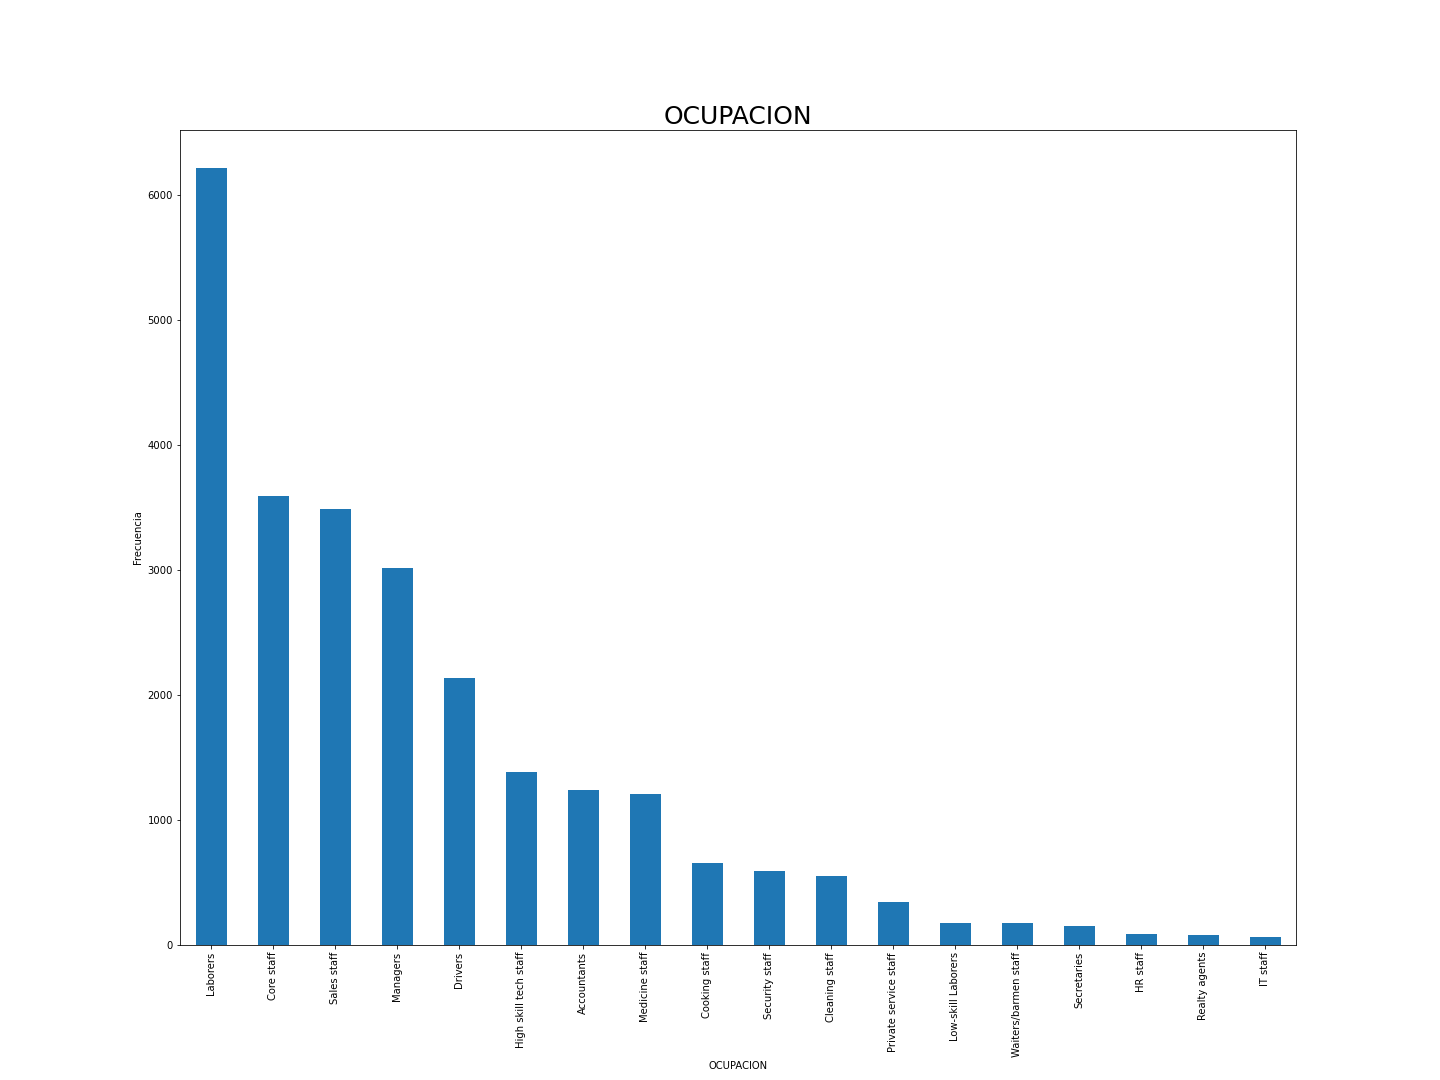 OCUPACION
6000
5000
4000
3000
2000
1000
0
Frecuencia
Laborers
Core staff
Sales staff
Managers
Drivers
High skill tech staff
Accountants
Medicine staff
Cooking staff
Security staff
Cleaning staff
Private service staff
Low-skill Laborers
Waiters/barmen staff
Secretaries
HR staff
Realty agents
IT staff
OCUPACION